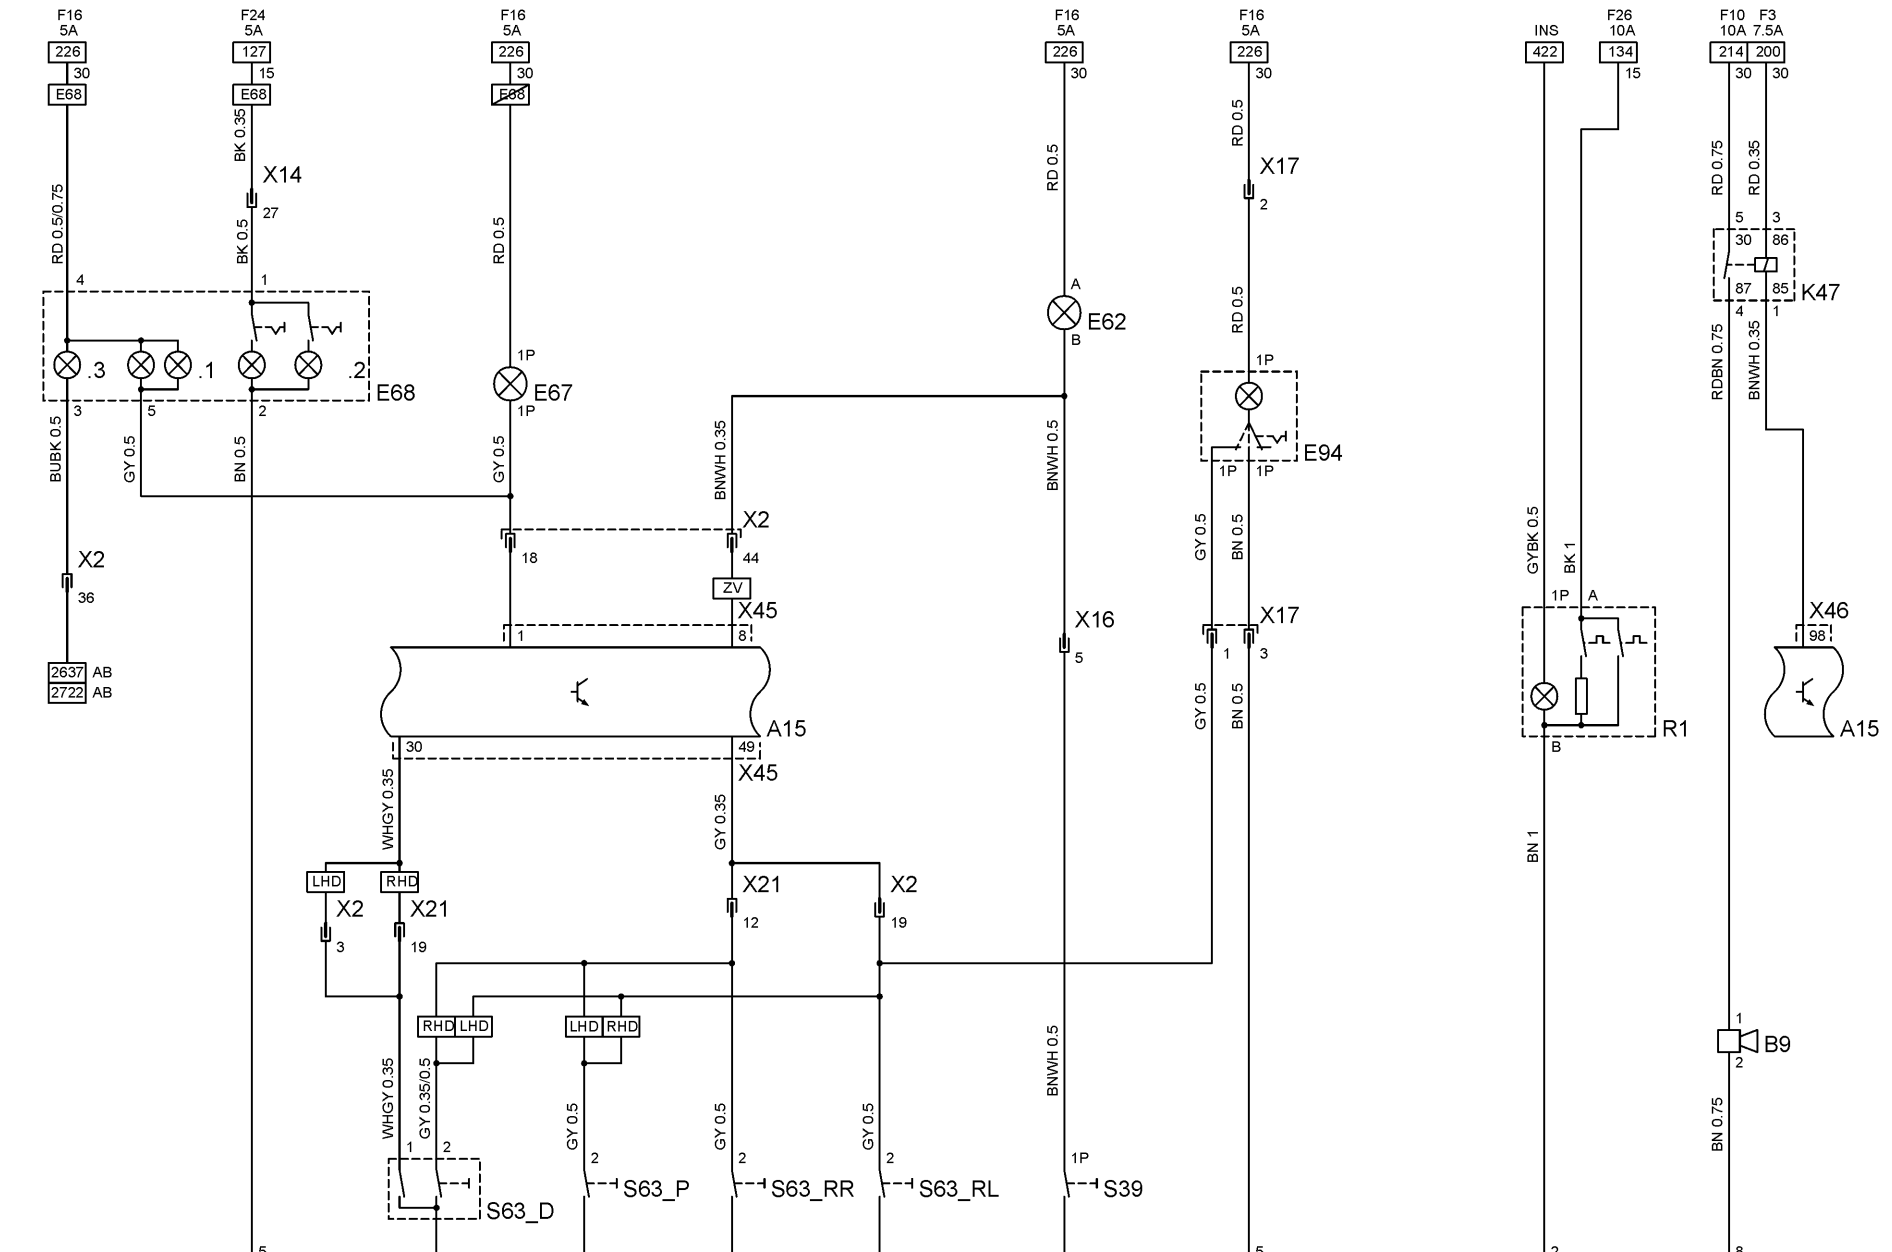 F16
F24
F16
F16
F16
F26
F10
F3
5A
5A
5A
5A
5A
INS
10A
10A
7.5A
226
127
226
226
226
422
134
214
200
30
15
30
30
30
15
30
30
E68
E68
E68
BK 0.35
RD 0.5
RD 0.5
RD 0.75
RD 0.35
X14
X17
27
2
RD 0.5/0.75
BK 0.5
RD 0.5
RD 0.5
5
3
30
86
87
85
K47
4
1
4
1
A
E62
B
.3
.1
.2
E68
1P
E67
1P
1P
E94
1P
1P
RDBN 0.75
BNWH 0.35
3
5
2
BUBK 0.5
GY 0.5
BN 0.5
GY 0.5
BNWH 0.35
BNWH 0.5
GY 0.5
BN 0.5
GYBK 0.5
BK 1
X2
36
X2
18
44
ZV
X45
1
8
X16
5
X17
1
3
1P
A
X46
98
2637
AB
2722
AB
A15
GY 0.5
BN 0.5
R1
B
A15
30
49
X45
WHGY 0.35
GY 0.35
BN 1
LHD
RHD
X2
X21
3
19
X21
12
X2
19
RHD
LHD
LHD
RHD
1
B9
2
WHGY 0.35
GY 0.35/0.5
GY 0.5
GY 0.5
GY 0.5
BNWH 0.5
BN 0.75
1
2
2
2
2
1P
S63_D
S63_P
S63_RR
S63_RL
S39
5
5
2
8